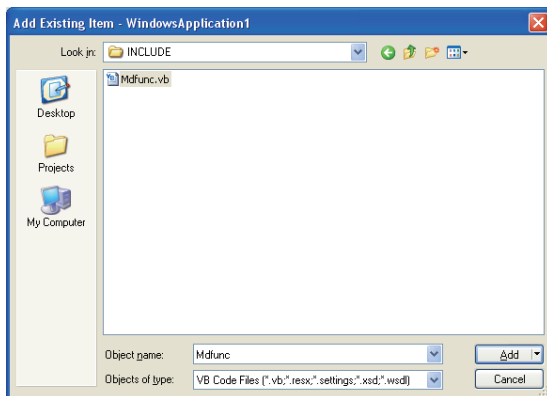 Add Existing Item - WindowsApplication1
Look in: INCLUDE
Mdfunc.vb
Desktop
Projects
My Computer
Object name: Mdfunc
Add
Objects of type: VB Code Files (*.vb;*.resx;*.settings;*.xsd;*.wsdl)
Cancel